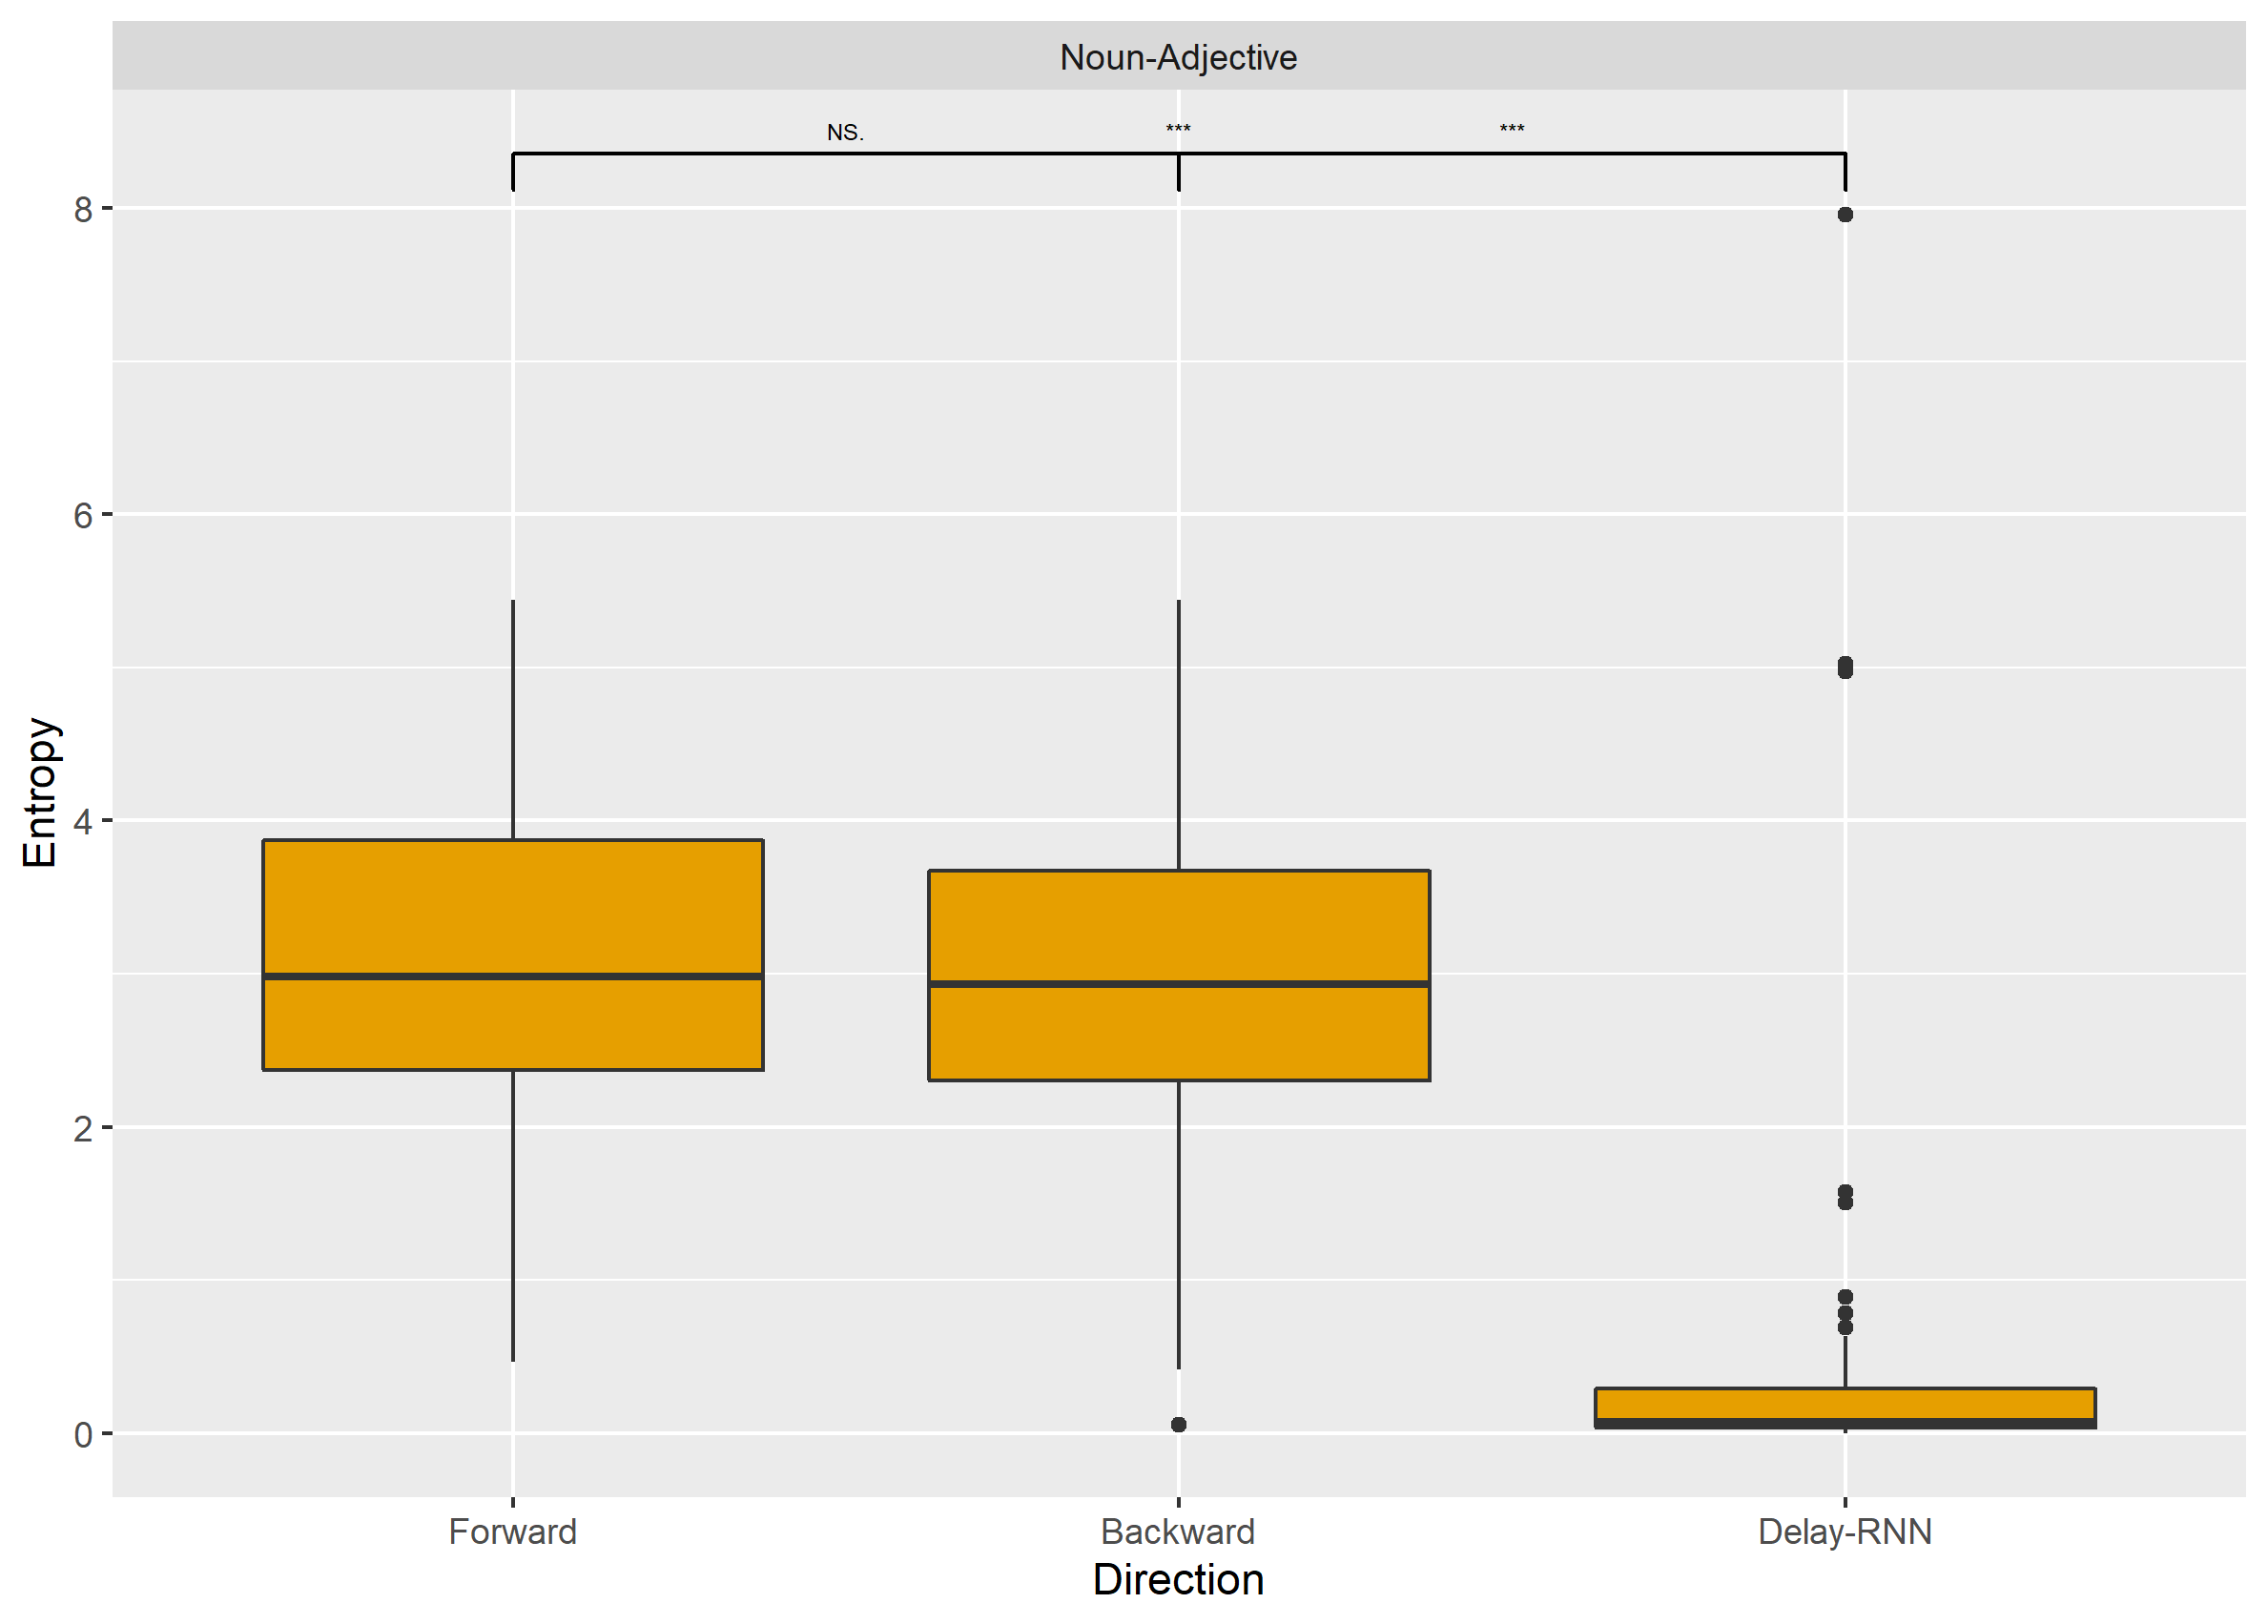 Noun-Adjective
NS. *** ***
8
6
4
2
0
Entropy
Forward Backward Delay-RNN
Direction